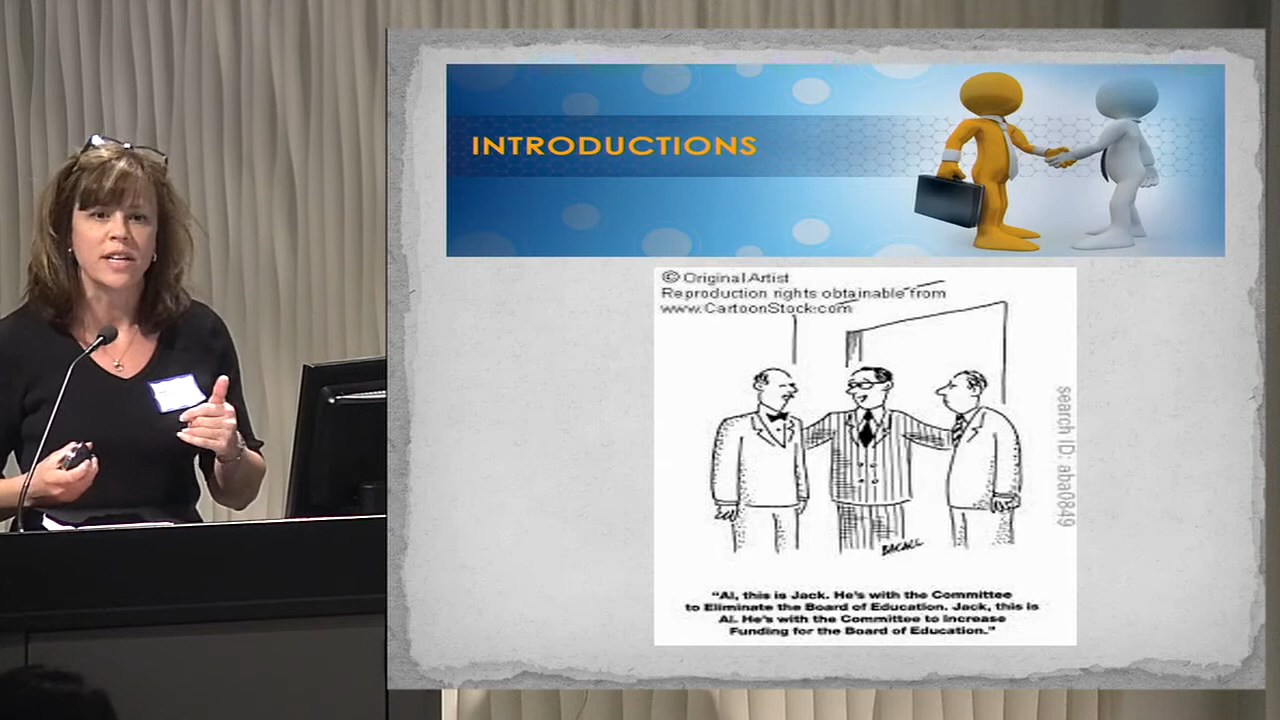 INTRODUCTIONS
© Original Artist
Reproduction rights obtainable from
www.CartoonStock.com
search ID: aba0849
BACALL
"Al, this is Jack. He's with the Committee
to Eliminate the Board of Education. Jack, this is
Al. He's with the Committee to Increase
Funding for the Board of Education."